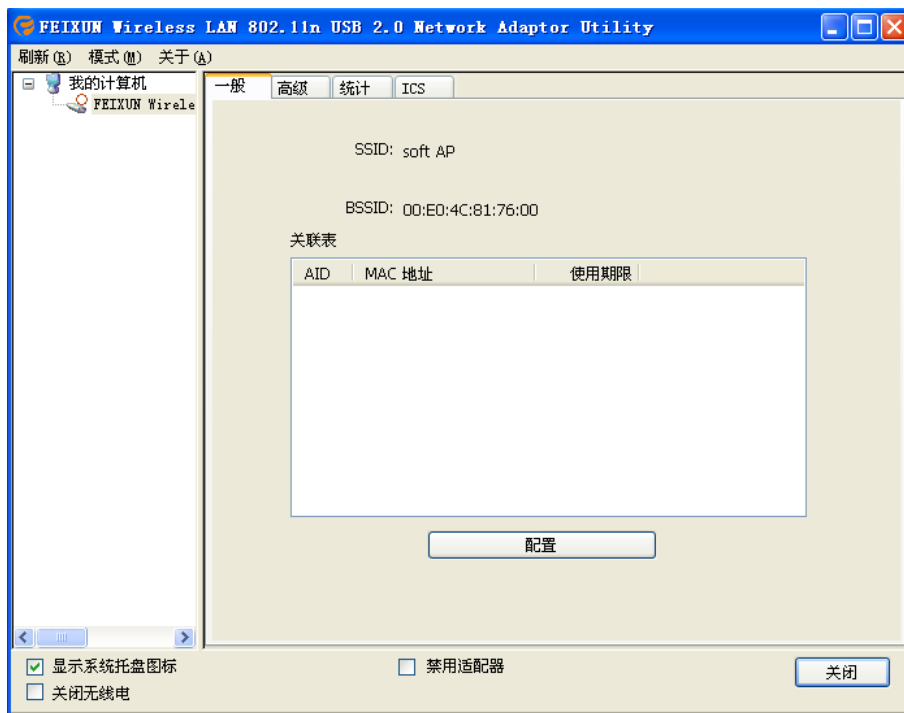 FEIXUN Wireless LAN 802.11n USB 2.0 Network Adaptor Utility
刷新(R) 模式(M) 关于(A)
我的计算机
FEIXUN Wirele
一般 高级 统计 ICS
SSID: soft AP
BSSID: 00:E0:4C:81:76:00
关联表
AID MAC 地址 使用期限
配置
显示系统托盘图标 禁用适配器 关闭
关闭无线电